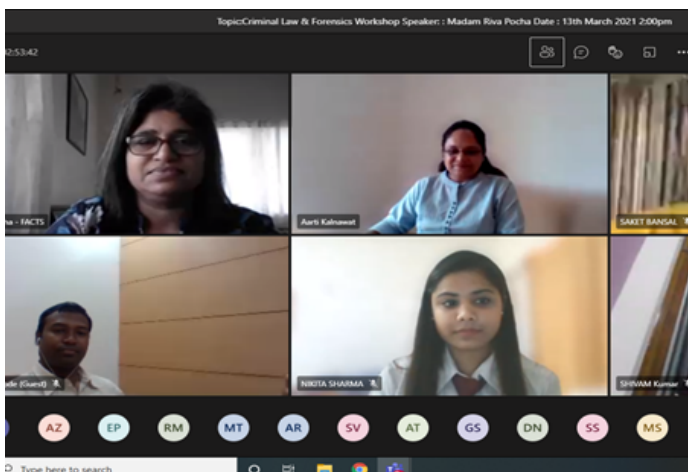 Topic:Criminal Law & Forensics Workshop Speaker: : Madam Riva Pocha Date : 13th March 2021 2:00pm
02:53:42
na - FACTS
Aarti Kalnawat
SAKET BANSAL
ade (Guest)
NIKITA SHARMA
SHIVAM Kumar
AZ EP RM MT AR SV AT GS DN SS MS
Type here to search